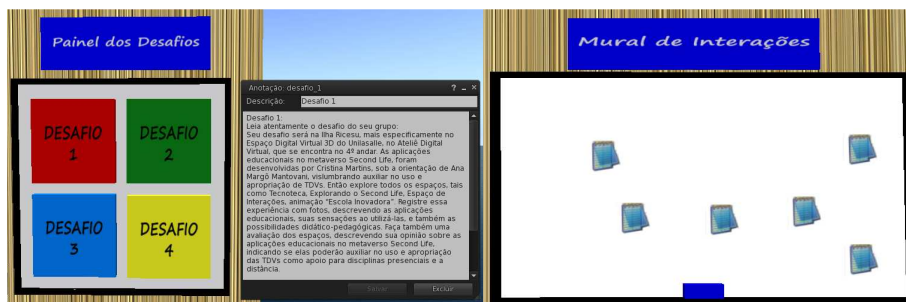 Painel dos Desafios
DESAFIO
1
DESAFIO
2
DESAFIO
3
DESAFIO
4
Anotação: desafio_1
Descrição: Desafio 1
Desafio 1:
Leia atentamente o desafio do seu grupo:
Seu desafio será na Ilha Ricesu, mais especificamente no
Espaço Digital Virtual 3D do Unilasalle, no Ateliê Digital
Virtual, que se encontra no 4º andar. As aplicações
educacionais no metaverso Second Life, foram
desenvolvidas por Cristina Martins, sob a orientação de Ana
Margô Mantovani, vislumbrando auxiliar no uso e
apropriação de TDVs. Então explore todos os espaços, tais
como Tecnoteca, Explorando o Second Life, Espaço de
Interações, animação "Escola Inovadora". Registre essa
experiência com fotos, descrevendo as aplicações
educacionais, suas sensações ao utilizá-las, e também as
possibilidades didático-pedagógicas. Faça também uma
avaliação dos espaços, descrevendo sua opinião sobre as
aplicações educacionais no metaverso Second Life,
indicando se elas poderão auxiliar no uso e apropriação
das TDVs como apoio para disciplinas presenciais e a
distância.
Salvar Excluir
Mural de Interações